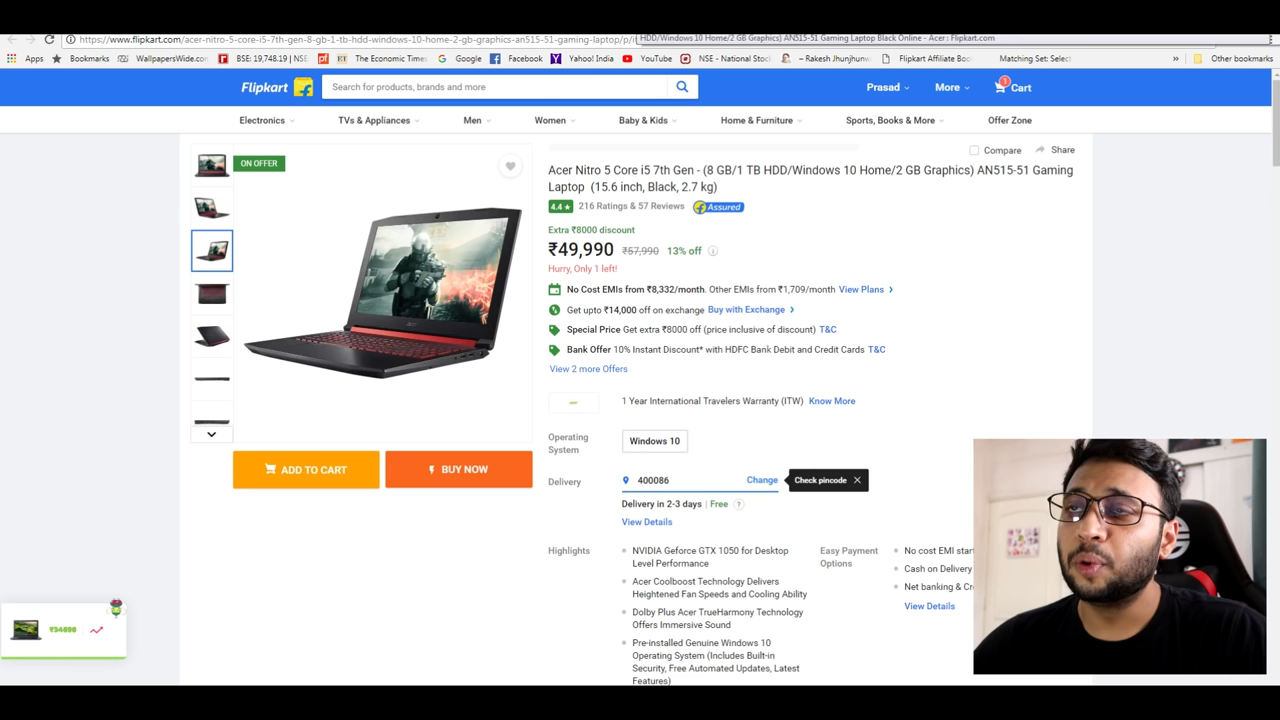 https://www.flipkart.com/acer-nitro-5-core-i5-7th-gen-8-gb-1-tb-hdd-windows-10-home-2-gb-graphics-an515-51-gaming-laptop/p/i
HDD/Windows 10 Home/2 GB Graphics) AN515-51 Gaming Laptop Black Online - Acer : Flipkart.com
Apps Bookmarks WallpapersWide.co BSE: 19,748.19 | NSE The Economic Times Google Facebook Yahoo! India YouTube NSE - National Stock – Rakesh Jhunjhunw Flipkart Affiliate Boo Matching Set: Selec » Other bookmarks
Flipkart Search for products, brands and more Prasad More 1 Cart
Electronics TVs & Appliances Men Women Baby & Kids Home & Furniture Sports, Books & More Offer Zone
Compare Share
ON OFFER
Acer Nitro 5 Core i5 7th Gen - (8 GB/1 TB HDD/Windows 10 Home/2 GB Graphics) AN515-51 Gaming
Laptop (15.6 inch, Black, 2.7 kg)
4.4 ★ 216 Ratings & 57 Reviews Assured
Extra ₹8000 discount
₹49,990 ₹57,990 13% off
Hurry, Only 1 left!
No Cost EMIs from ₹8,332/month. Other EMIs from ₹1,709/month View Plans
Get upto ₹14,000 off on exchange Buy with Exchange
Special Price Get extra ₹8000 off (price inclusive of discount) T&C
Bank Offer 10% Instant Discount* with HDFC Bank Debit and Credit Cards T&C
View 2 more Offers
1 Year International Travelers Warranty (ITW) Know More
Operating
System
Windows 10
ADD TO CART BUY NOW
Delivery 400086 Change Check pincode
Delivery in 2-3 days | Free ?
View Details
Highlights
NVIDIA Geforce GTX 1050 for Desktop
Level Performance
Acer Coolboost Technology Delivers
Heightened Fan Speeds and Cooling Ability
Dolby Plus Acer TrueHarmony Technology
Offers Immersive Sound
Pre-installed Genuine Windows 10
Operating System (Includes Built-in
Security, Free Automated Updates, Latest
Features)
Easy Payment
Options
No cost EMI star
Cash on Delivery
Net banking & Cr
View Details
₹34690